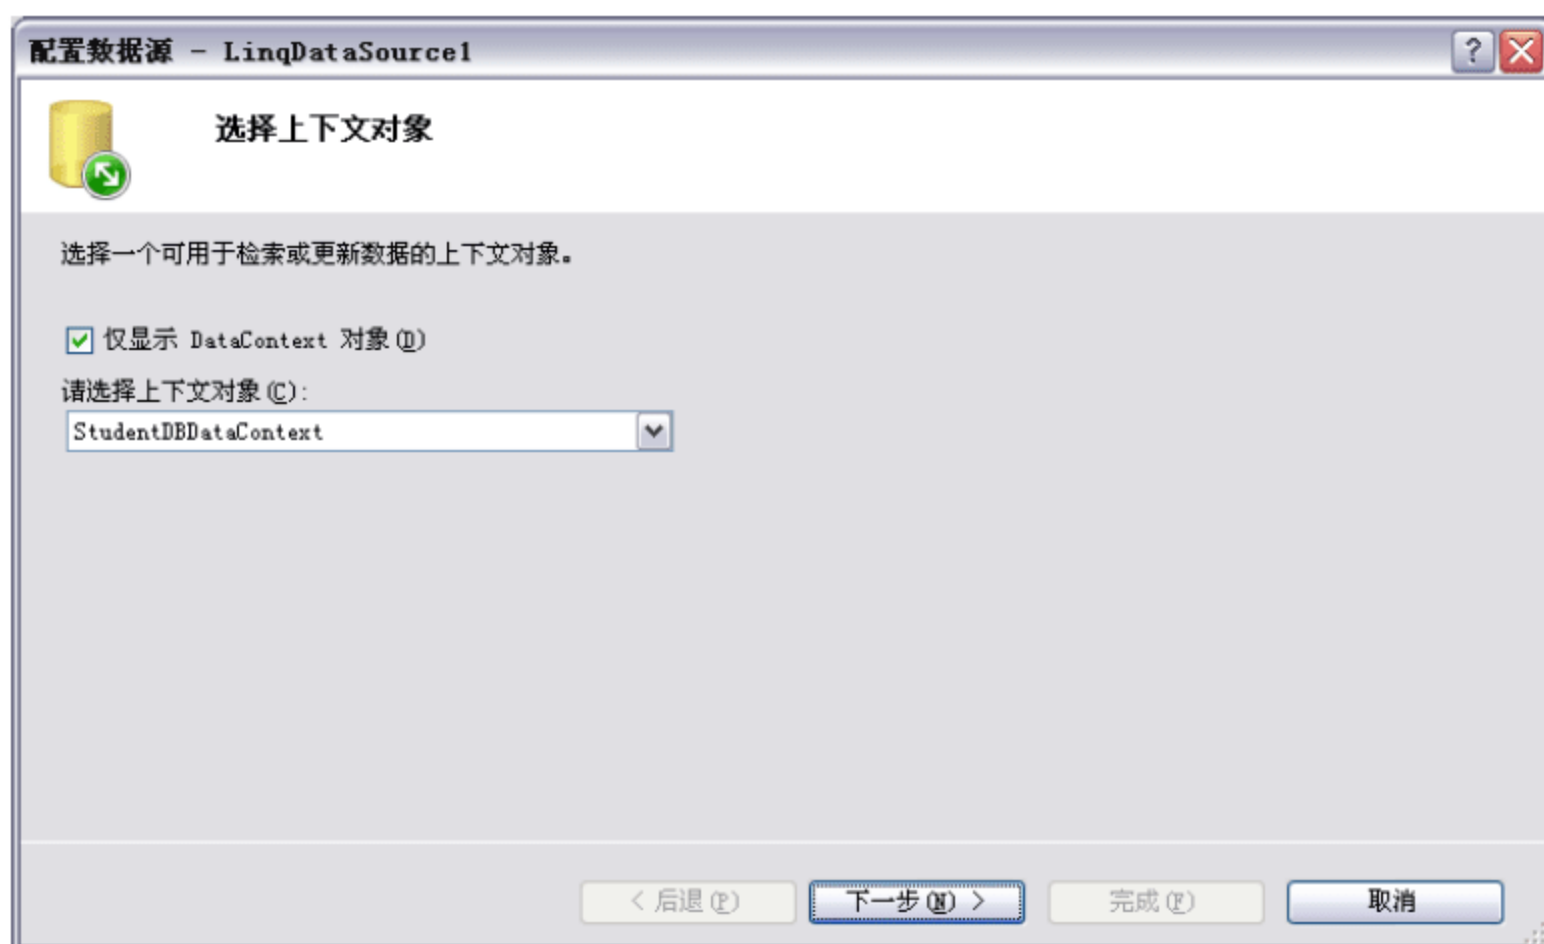 配置数据源 - LinqDataSource1
选择上下文对象
选择一个可用于检索或更新数据的上下文对象。
仅显示 DataContext 对象(D)
请选择上下文对象(C):
StudentDBDataContext
< 后退(P) 下一步(N) > 完成(F) 取消